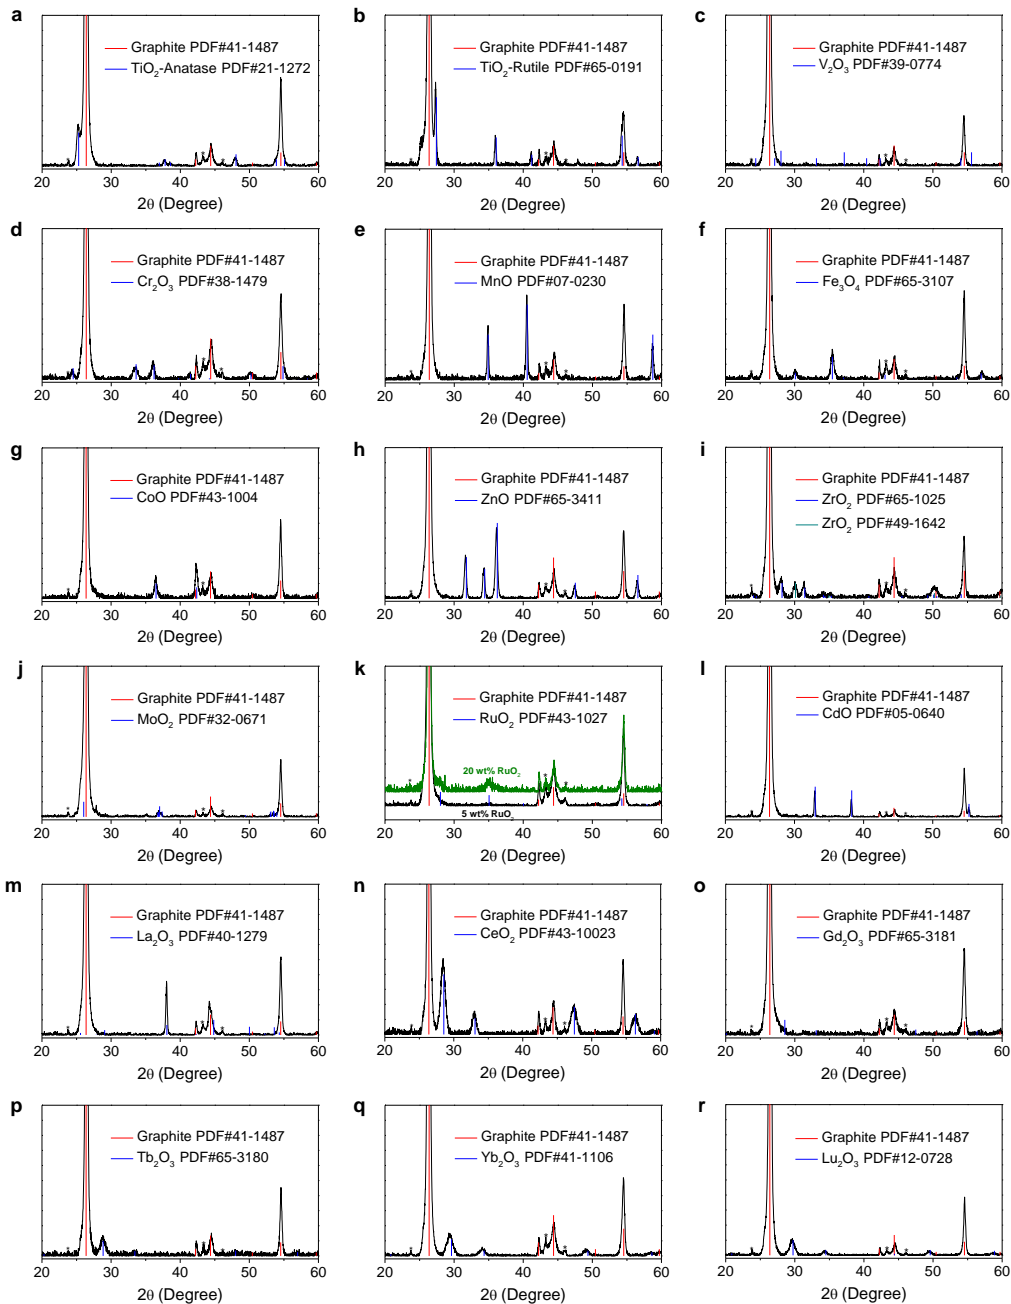 a
Graphite PDF#41-1487
TiO2-Anatase PDF#21-1272
20 30 40 50 60
2θ (Degree)
b
Graphite PDF#41-1487
TiO2-Rutile PDF#65-0191
20 30 40 50 60
2θ (Degree)
c
Graphite PDF#41-1487
V2O3 PDF#39-0774
20 30 40 50 60
2θ (Degree)
d
Graphite PDF#41-1487
Cr2O3 PDF#38-1479
20 30 40 50 60
2θ (Degree)
e
Graphite PDF#41-1487
MnO PDF#07-0230
20 30 40 50 60
2θ (Degree)
f
Graphite PDF#41-1487
Fe3O4 PDF#65-3107
20 30 40 50 60
2θ (Degree)
g
Graphite PDF#41-1487
CoO PDF#43-1004
20 30 40 50 60
2θ (Degree)
h
Graphite PDF#41-1487
ZnO PDF#65-3411
20 30 40 50 60
2θ (Degree)
i
Graphite PDF#41-1487
ZrO2 PDF#65-1025
ZrO2 PDF#49-1642
20 30 40 50 60
2θ (Degree)
j
Graphite PDF#41-1487
MoO2 PDF#32-0671
20 30 40 50 60
2θ (Degree)
k
Graphite PDF#41-1487
RuO2 PDF#43-1027
20 wt% RuO2
5 wt% RuO2
20 30 40 50 60
2θ (Degree)
l
Graphite PDF#41-1487
CdO PDF#05-0640
20 30 40 50 60
2θ (Degree)
m
Graphite PDF#41-1487
La2O3 PDF#40-1279
20 30 40 50 60
2θ (Degree)
n
Graphite PDF#41-1487
CeO2 PDF#43-10023
20 30 40 50 60
2θ (Degree)
o
Graphite PDF#41-1487
Gd2O3 PDF#65-3181
20 30 40 50 60
2θ (Degree)
p
Graphite PDF#41-1487
Tb2O3 PDF#65-3180
20 30 40 50 60
2θ (Degree)
q
Graphite PDF#41-1487
Yb2O3 PDF#41-1106
20 30 40 50 60
2θ (Degree)
r
Graphite PDF#41-1487
Lu2O3 PDF#12-0728
20 30 40 50 60
2θ (Degree)